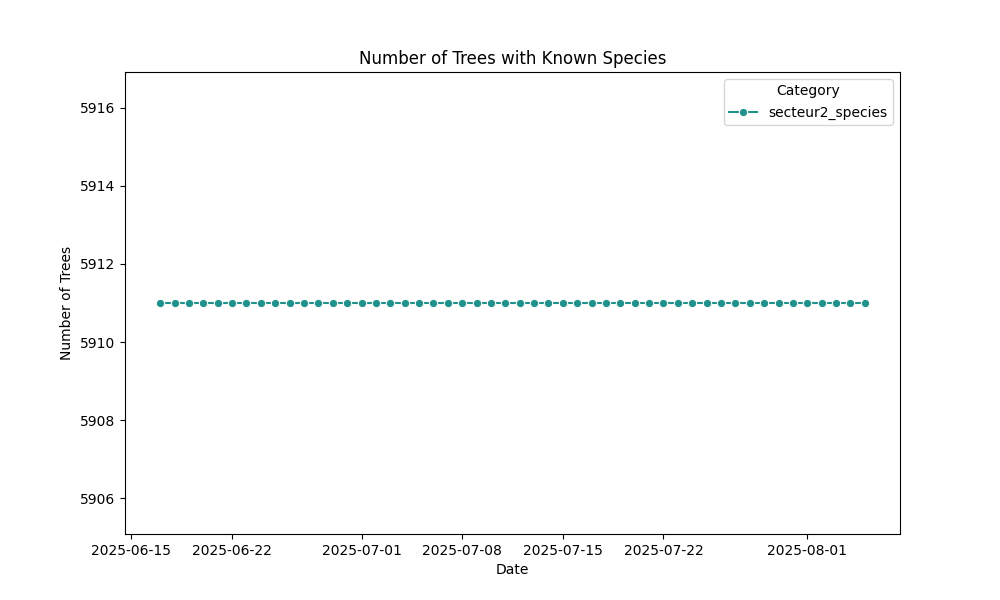 Number of Trees with Known Species
Category
secteur2_species
5916
5914
5912
5910
5908
5906
Number of Trees
2025-06-15
2025-06-22
2025-07-01
2025-07-08
2025-07-15
2025-07-22
2025-08-01
Date